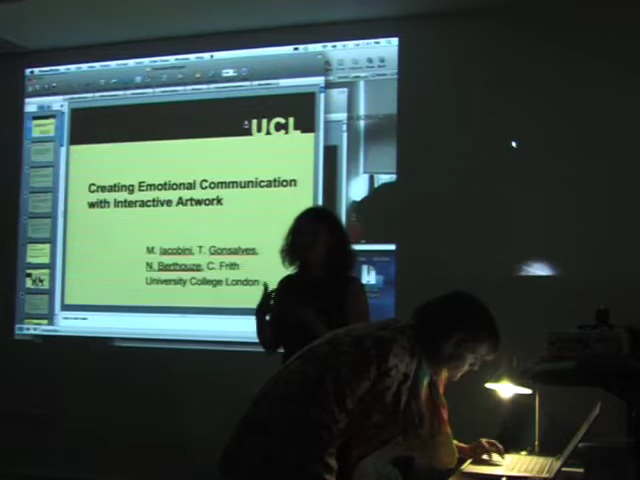 UCL
Creating Emotional Communication
with Interactive Artwork
M. Iacobini, T. Gonsalves,
N. Berthouze, C. Frith
University College London